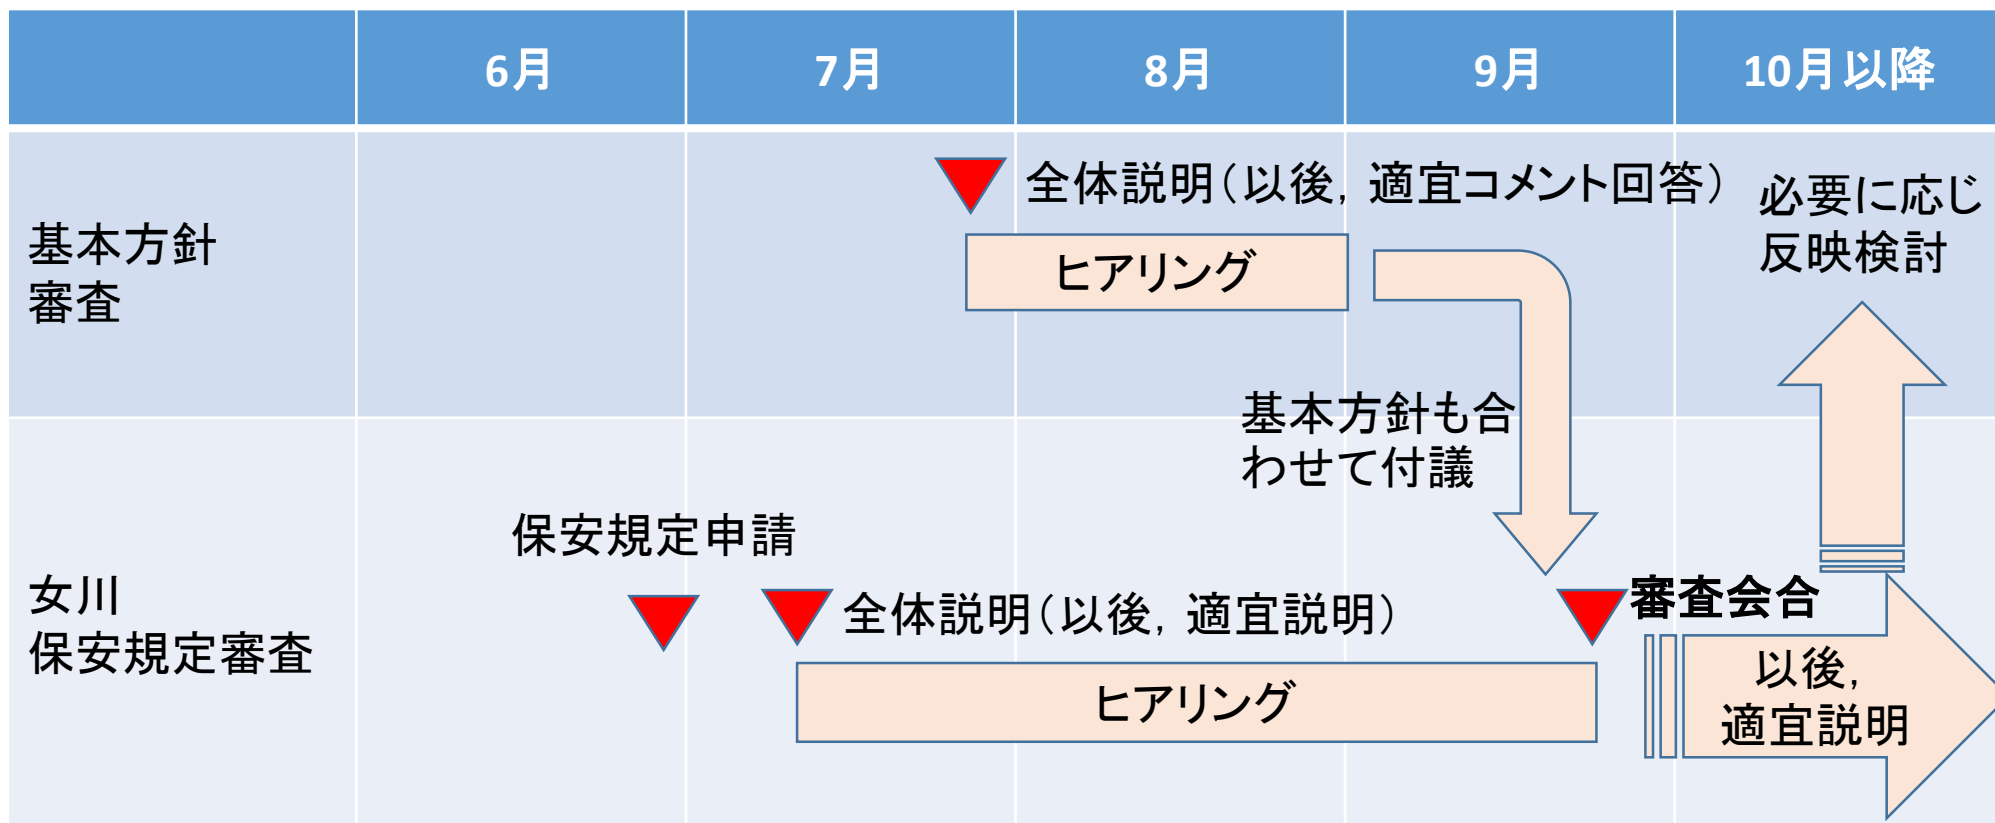 6月
7月
8月
9月
10月以降
基本方針
審査
全体説明(以後,適宜コメント回答)
ヒアリング
必要に応じ
反映検討
基本方針も合
わせて付議
女川
保安規定審査
保安規定申請
全体説明(以後,適宜説明)
ヒアリング
審査会合
以後,
適宜説明